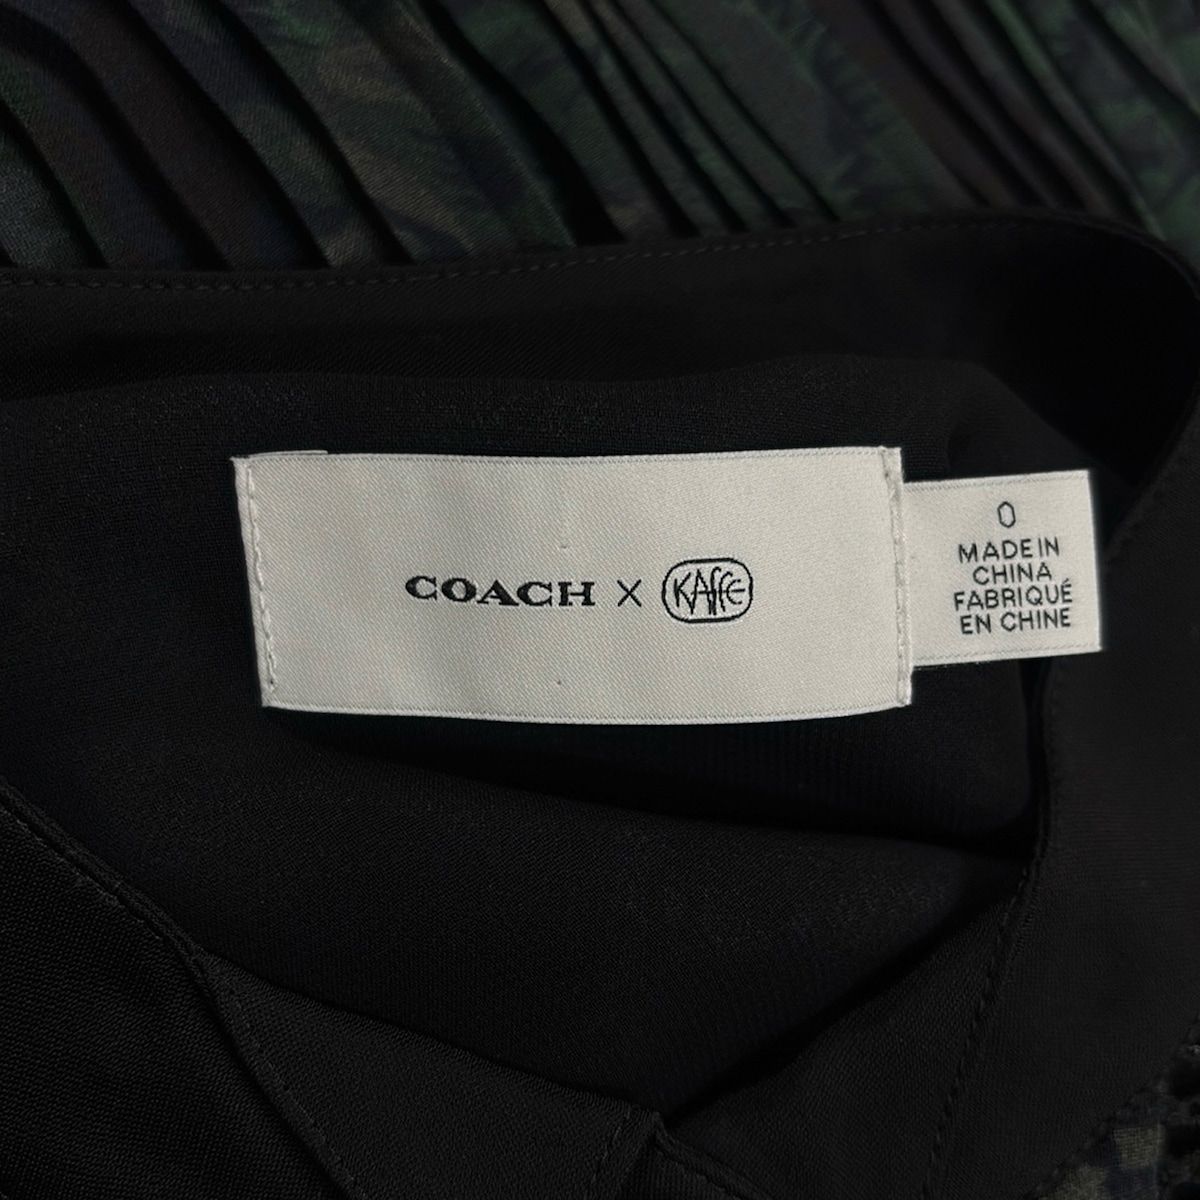 COACH X KAffE
0
MADE IN
CHINA
FABRIQUÉ
EN CHINE